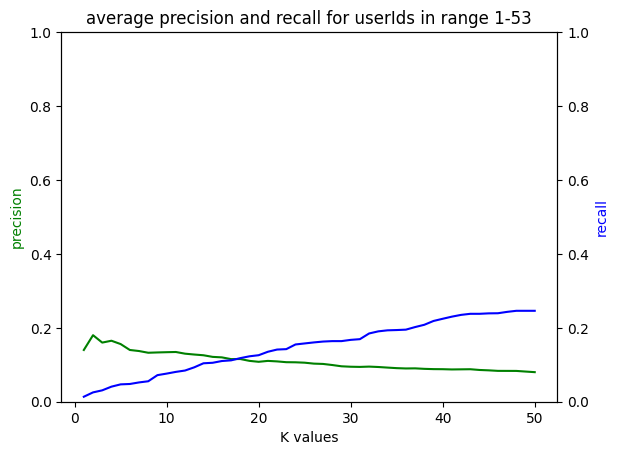 average precision and recall for userIds in range 1-53
1.0
0.8
0.6
0.4
0.2
0.0
precision
1.0
0.8
0.6
0.4
0.2
0.0
recall
0 10 20 30 40 50
K values